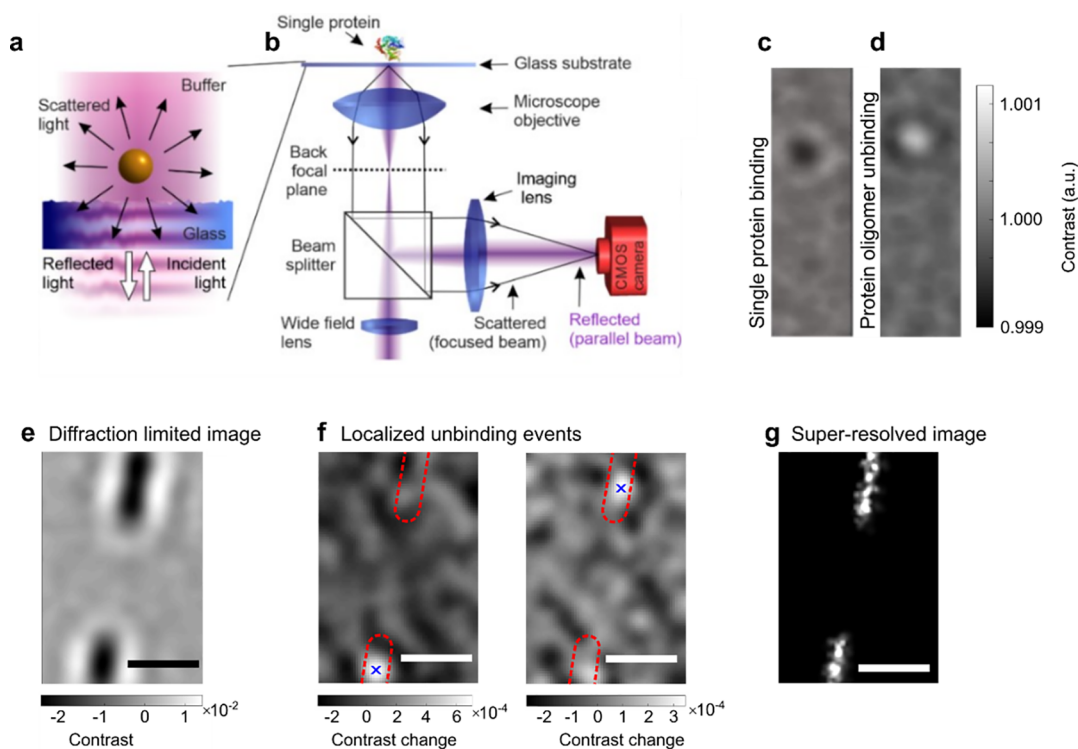 a
Buffer
Scattered
light
Glass
Reflected
light
Incident
light
b
Single protein
Glass substrate
Microscope
objective
Back
focal
plane
Imaging
lens
Beam
splitter
CMOS
camera
Wide field
lens
Scattered
(focused beam)
Reflected
(parallel beam)
c
Single protein binding
d
Protein oligomer unbinding
1.001
1.000
0.999
Contrast (a.u.)
e Diffraction limited image
-2 -1 0 1 ×10-2
Contrast
f Localized unbinding events
-2 0 2 4 6 ×10-4
Contrast change
-2 -1 0 1 2 3 ×10-4
Contrast change
g Super-resolved image